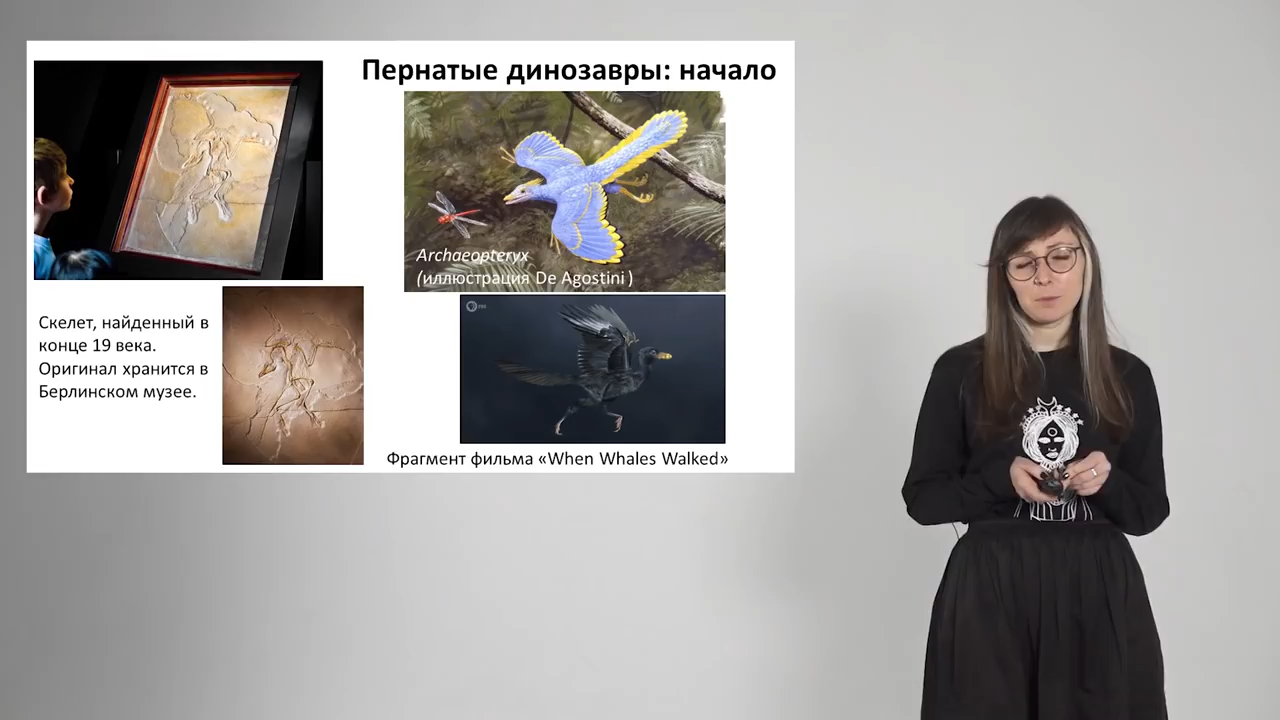 Пернатые динозавры: начало
Archaeopteryx
(иллюстрация De Agostini )
Скелет, найденный в
конце 19 века.
Оригинал хранится в
Берлинском музее.
PBS
Фрагмент фильма «When Whales Walked»